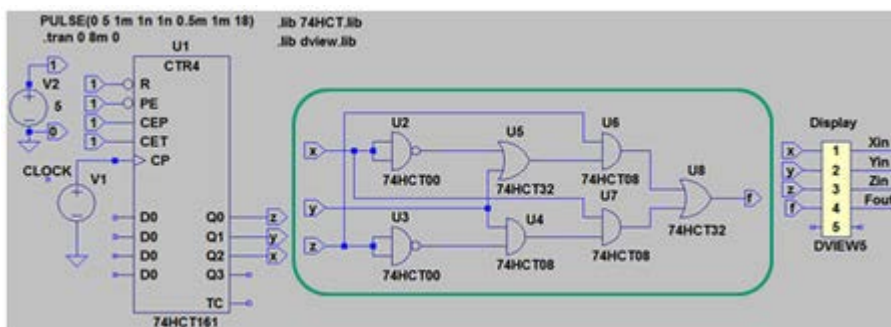 PULSE(0 5 1m 1n 1n 0.5m 1m 18)
.tran 0 8m 0
.lib 74HCT.lib
.lib dview.lib
U1
CTR4
1
V2
5
0
1
R
1
PE
1
CEP
1
CET
CP
CLOCK
V1
D0
D0
D0
D0
Q0
z
Q1
y
Q2
x
Q3
TC
74HCT161
x
U2
74HCT00
U5
74HCT32
U6
74HCT08
U8
74HCT32
f
y
z
U3
74HCT00
U4
74HCT08
U7
74HCT08
Display
x
1
Xin
y
2
Yin
z
3
Zin
f
4
Fout
5
DVIEW5